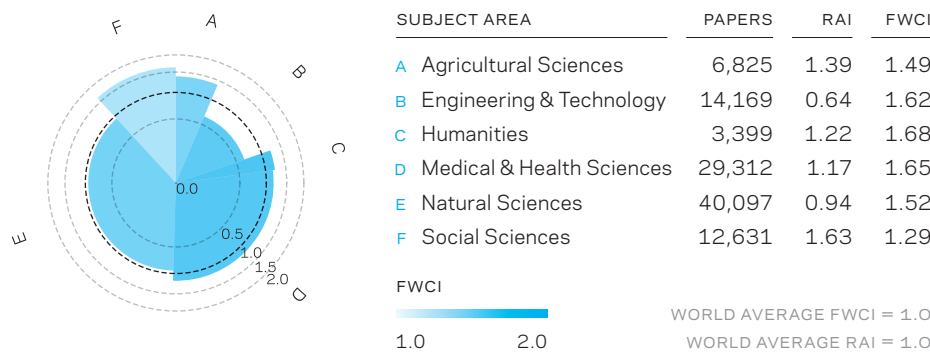 F
A
B
C
D
E
0.0
0.5
1.0
1.5
2.0
SUBJECT AREA PAPERS RAI FWCI
A Agricultural Sciences 6,825 1.39 1.49
B Engineering & Technology 14,169 0.64 1.62
C Humanities 3,399 1.22 1.68
D Medical & Health Sciences 29,312 1.17 1.65
E Natural Sciences 40,097 0.94 1.52
F Social Sciences 12,631 1.63 1.29
FWCI
1.0 2.0
WORLD AVERAGE FWCI = 1.0
WORLD AVERAGE RAI = 1.0